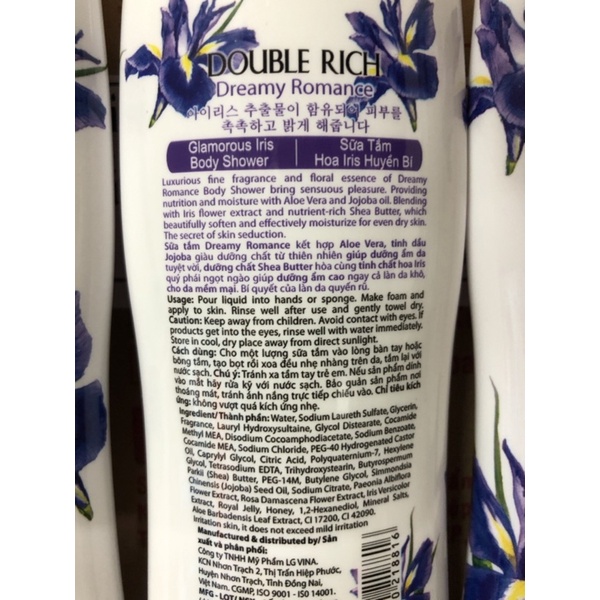 DOUBLE RICH
Dreamy Romance
아이리스 추출물이 함유되어 피부를
촉촉하고 밝게 해줍니다
Glamorous Iris
Body Shower
Sữa Tắm
Hoa Iris Huyền Bí
Luxurious fine fragrance and floral essence of Dreamy
Romance Body Shower bring sensuous pleasure. Providing
nutrition and moisture with Aloe Vera and Jojoba oil. Blending
with Iris flower extract and nutrient-rich Shea Butter, which
beautifully soften and effectively moisturize for even dry skin.
The secret of skin seduction.
Sữa tắm Dreamy Romance kết hợp Aloe Vera, tinh dầu
Jojoba giàu dưỡng chất từ thiên nhiên giúp dưỡng ẩm da
tuyệt vời, dưỡng chất Shea Butter hòa cùng tinh chất hoa Iris
quý phái ngọt ngào giúp dưỡng ẩm cao ngay cả làn da khô,
cho da mềm mại. Bí quyết của làn da quyến rũ.
Usage: Pour liquid into hands or sponge. Make foam and
apply to skin. Rinse well after use and gently towel dry.
Caution: Keep away from children. Avoid contact with eyes. If
products get into the eyes, rinse well with water immediately.
Store in cool, dry place away from direct sunlight.
Cách dùng: Cho một lượng sữa tắm vào lòng bàn tay hoặc
bông tắm, tạo bọt rồi xoa đều nhẹ nhàng trên da, tắm lại với
nước sạch. Chú ý: Tránh xa tầm tay trẻ em. Nếu sản phẩm dính
vào mắt hãy rửa kỹ với nước sạch. Bảo quản sản phẩm nơi
thoáng mát, tránh ánh nắng trực tiếp chiếu vào. Chỉ tiêu kích
ứng: không vượt quá kích ứng nhẹ.
Ingredient/ Thành phần: Water, Sodium Laureth Sulfate, Glycerin,
Fragrance, Lauryl Hydroxysultaine, Glycol Distearate, Cocamide
Methyl MEA, Disodium Cocoamphodiacetate, Sodium Benzoate,
Cocamide MEA, Sodium Chloride, PEG-40 Hydrogenated Castor
Oil, Caprylyl Glycol, Citric Acid, Polyquaternium-7, Hexylene
Glycol, Tetrasodium EDTA, Trihydroxystearin, Butyrospermum
Parkii (Shea) Butter, PEG-14M, Butylene Glycol, Simmondsia
Chinensis (Jojoba) Seed Oil, Sodium Citrate, Paeonia Albiflora
Flower Extract, Rosa Damascena Flower Extract, Iris Versicolor
Extract, Royal Jelly, Honey, 1,2-Hexanediol, Mineral Salts,
Aloe Barbadensis Leaf Extract, CI 17200, CI 42090.
Irritation skin, it does not exceed mild irritation
Manufactured & distributed by/ Sản
xuất và phân phối:
Công ty TNHH Mỹ Phẩm LG VINA.
KCN Nhơn Trạch 2, Thị Trấn Hiệp Phước,
Huyện Nhơn Trạch, Tỉnh Đồng Nai,
Việt Nam. CGMP, ISO 9001 - ISO 14001.